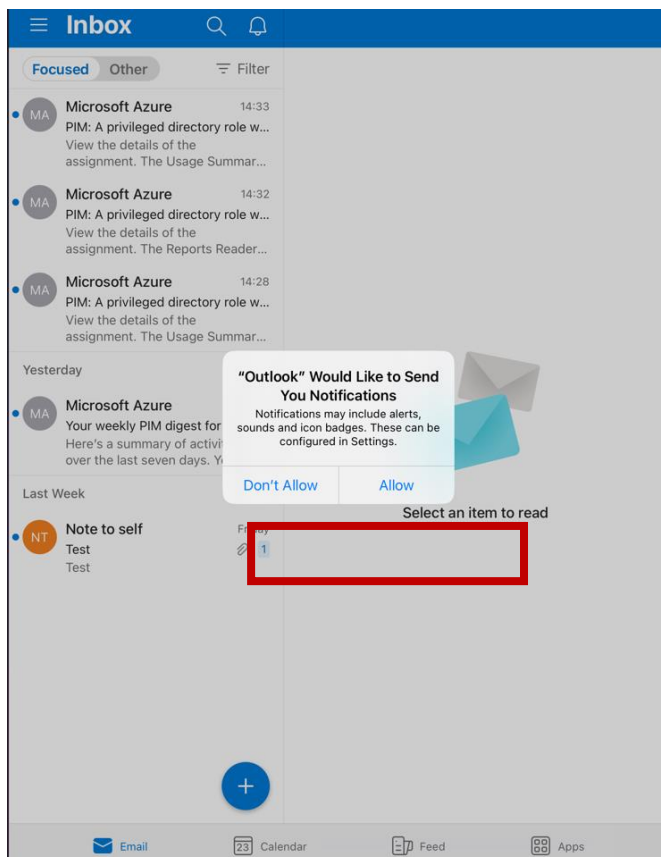 Inbox
Focused Other Filter
MA
Microsoft Azure 14:33
PIM: A privileged directory role w...
View the details of the
assignment. The Usage Summar...
MA
Microsoft Azure 14:32
PIM: A privileged directory role w...
View the details of the
assignment. The Reports Reader...
MA
Microsoft Azure 14:28
PIM: A privileged directory role w...
View the details of the
assignment. The Usage Summar...
Yesterday
MA
Microsoft Azure
Your weekly PIM digest for
Here's a summary of
over the last seven days.
"Outlook" Would Like to Send
You Notifications
Notifications may include alerts,
sounds and icon badges. These can be
configured in Settings.
Don't Allow Allow
Select an item to read
Last Week
NT
Note to self
Test 1
Test
+
Email 23 Calendar Feed Apps